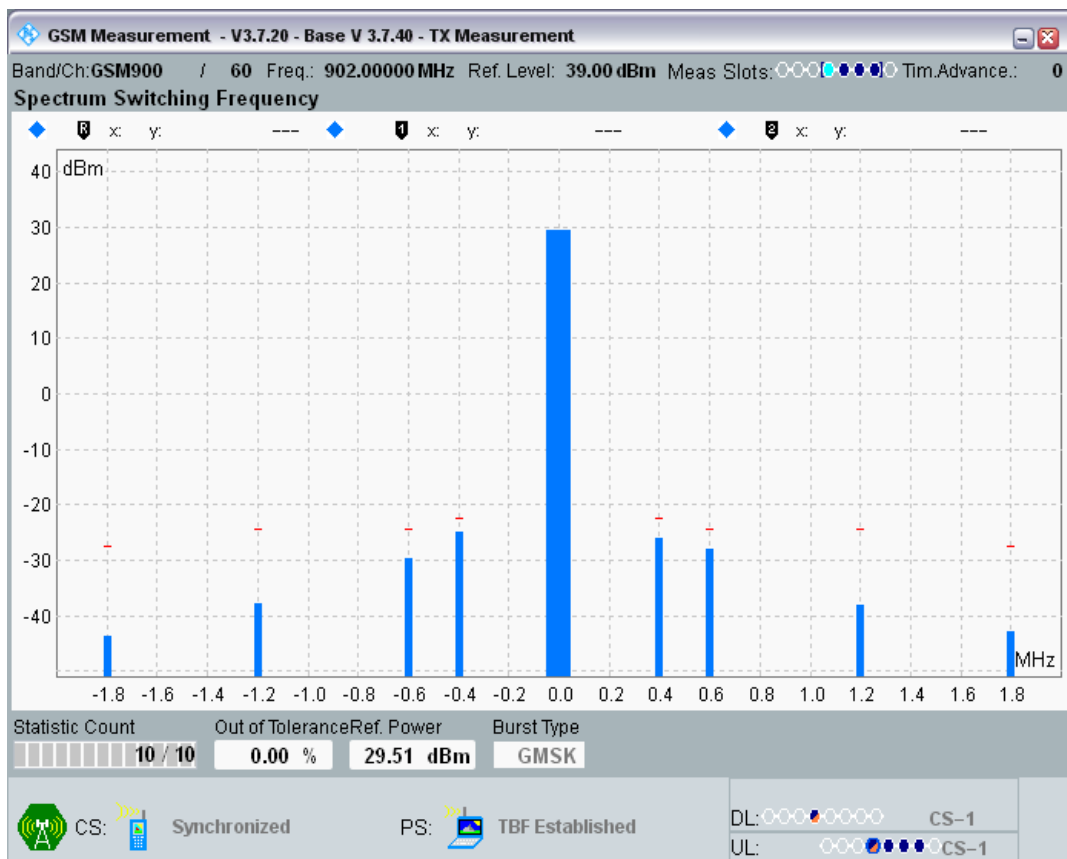 GSM Measurement - V3.7.20 - Base V 3.7.40 - TX Measurement
Band/Ch:GSM900 / 60 Freq.: 902.00000 MHz Ref. Level: 39.00 dBm Meas Slots: Tim.Advance.: 0
Spectrum Switching Frequency
R x: y: --- 1 x: y: --- 2 x: y: ---
dBm
40
30
20
10
0
-10
-20
-30
-40
MHz
-1.8 -1.6 -1.4 -1.2 -1.0 -0.8 -0.6 -0.4 -0.2 0.0 0.2 0.4 0.6 0.8 1.0 1.2 1.4 1.6 1.8
Statistic Count Out of Tolerance Ref. Power Burst Type
10 / 10 0.00 % 29.51 dBm GMSK
CS: Synchronized PS: TBF Established
DL: CS-1
UL: CS-1